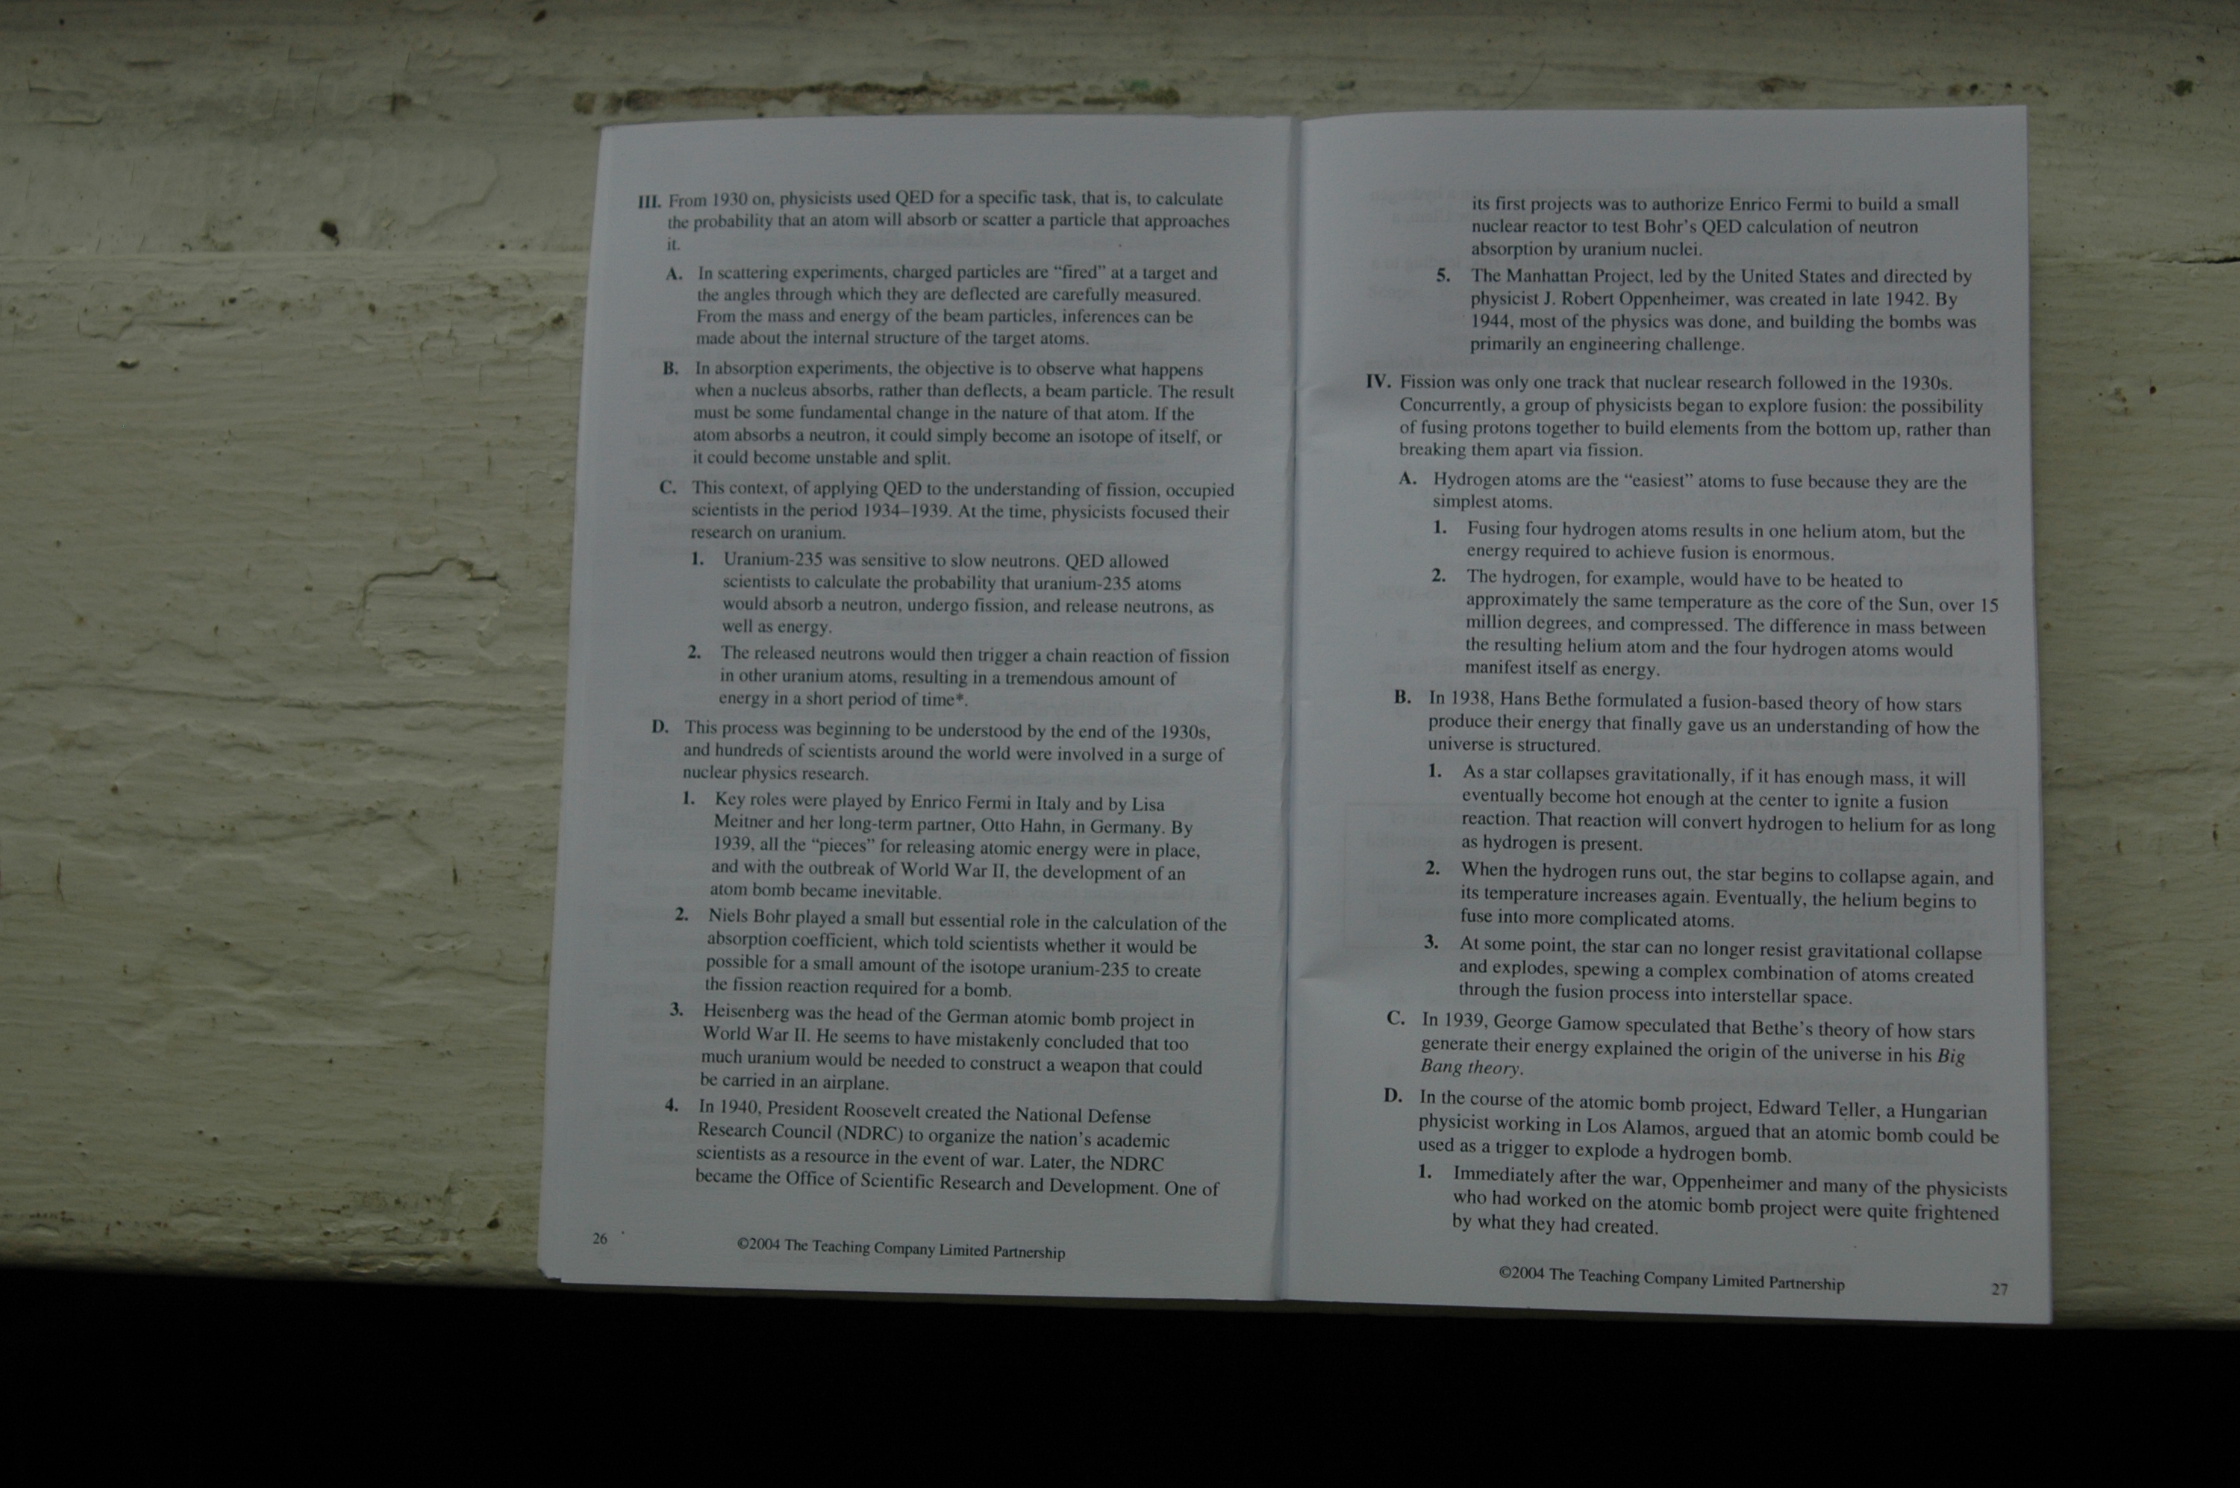 III. From 1930 on, physicists used QED for a specific task, that is, to calculate
the probability that an atom will absorb or scatter a particle that approaches
it.
A. In scattering experiments, charged particles are “fired” at a target and
the angles through which they are deflected are carefully measured.
From the mass and energy of the beam particles, inferences can be
made about the internal structure of the target atoms.
B. In absorption experiments, the objective is to observe what happens
when a nucleus absorbs, rather than deflects, a beam particle. The result
must be some fundamental change in the nature of that atom. If the
atom absorbs a neutron, it could simply become an isotope of itself, or
it could become unstable and split.
C. This context, of applying QED to the understanding of fission, occupied
scientists in the period 1934–1939. At the time, physicists focused their
research on uranium.
1. Uranium-235 was sensitive to slow neutrons. QED allowed
scientists to calculate the probability that uranium-235 atoms
would absorb a neutron, undergo fission, and release neutrons, as
well as energy.
2. The released neutrons would then trigger a chain reaction of fission
in other uranium atoms, resulting in a tremendous amount of
energy in a short period of time*.
D. This process was beginning to be understood by the end of the 1930s,
and hundreds of scientists around the world were involved in a surge of
nuclear physics research.
1. Key roles were played by Enrico Fermi in Italy and by Lisa
Meitner and her long-term partner, Otto Hahn, in Germany. By
1939, all the “pieces” for releasing atomic energy were in place,
and with the outbreak of World War II, the development of an
atom bomb became inevitable.
2. Niels Bohr played a small but essential role in the calculation of the
absorption coefficient, which told scientists whether it would be
possible for a small amount of the isotope uranium-235 to create
the fission reaction required for a bomb.
3. Heisenberg was the head of the German atomic bomb project in
World War II. He seems to have mistakenly concluded that too
much uranium would be needed to construct a weapon that could
be carried in an airplane.
4. In 1940, President Roosevelt created the National Defense
Research Council (NDRC) to organize the nation’s academic
scientists as a resource in the event of war. Later, the NDRC
became the Office of Scientific Research and Development. One of
26
©2004 The Teaching Company Limited Partnership
its first projects was to authorize Enrico Fermi to build a small
nuclear reactor to test Bohr’s QED calculation of neutron
absorption by uranium nuclei.
5. The Manhattan Project, led by the United States and directed by
physicist J. Robert Oppenheimer, was created in late 1942. By
1944, most of the physics was done, and building the bombs was
primarily an engineering challenge.
IV. Fission was only one track that nuclear research followed in the 1930s.
Concurrently, a group of physicists began to explore fusion: the possibility
of fusing protons together to build elements from the bottom up, rather than
breaking them apart via fission.
A. Hydrogen atoms are the “easiest” atoms to fuse because they are the
simplest atoms.
1. Fusing four hydrogen atoms results in one helium atom, but the
energy required to achieve fusion is enormous.
2. The hydrogen, for example, would have to be heated to
approximately the same temperature as the core of the Sun, over 15
million degrees, and compressed. The difference in mass between
the resulting helium atom and the four hydrogen atoms would
manifest itself as energy.
B. In 1938, Hans Bethe formulated a fusion-based theory of how stars
produce their energy that finally gave us an understanding of how the
universe is structured.
1. As a star collapses gravitationally, if it has enough mass, it will
eventually become hot enough at the center to ignite a fusion
reaction. That reaction will convert hydrogen to helium for as long
as hydrogen is present.
2. When the hydrogen runs out, the star begins to collapse again, and
its temperature increases again. Eventually, the helium begins to
fuse into more complicated atoms.
3. At some point, the star can no longer resist gravitational collapse
and explodes, spewing a complex combination of atoms created
through the fusion process into interstellar space.
C. In 1939, George Gamow speculated that Bethe’s theory of how stars
generate their energy explained the origin of the universe in his Big
Bang theory.
D. In the course of the atomic bomb project, Edward Teller, a Hungarian
physicist working in Los Alamos, argued that an atomic bomb could be
used as a trigger to explode a hydrogen bomb.
1. Immediately after the war, Oppenheimer and many of the physicists
who had worked on the atomic bomb project were quite frightened
by what they had created.
©2004 The Teaching Company Limited Partnership
27